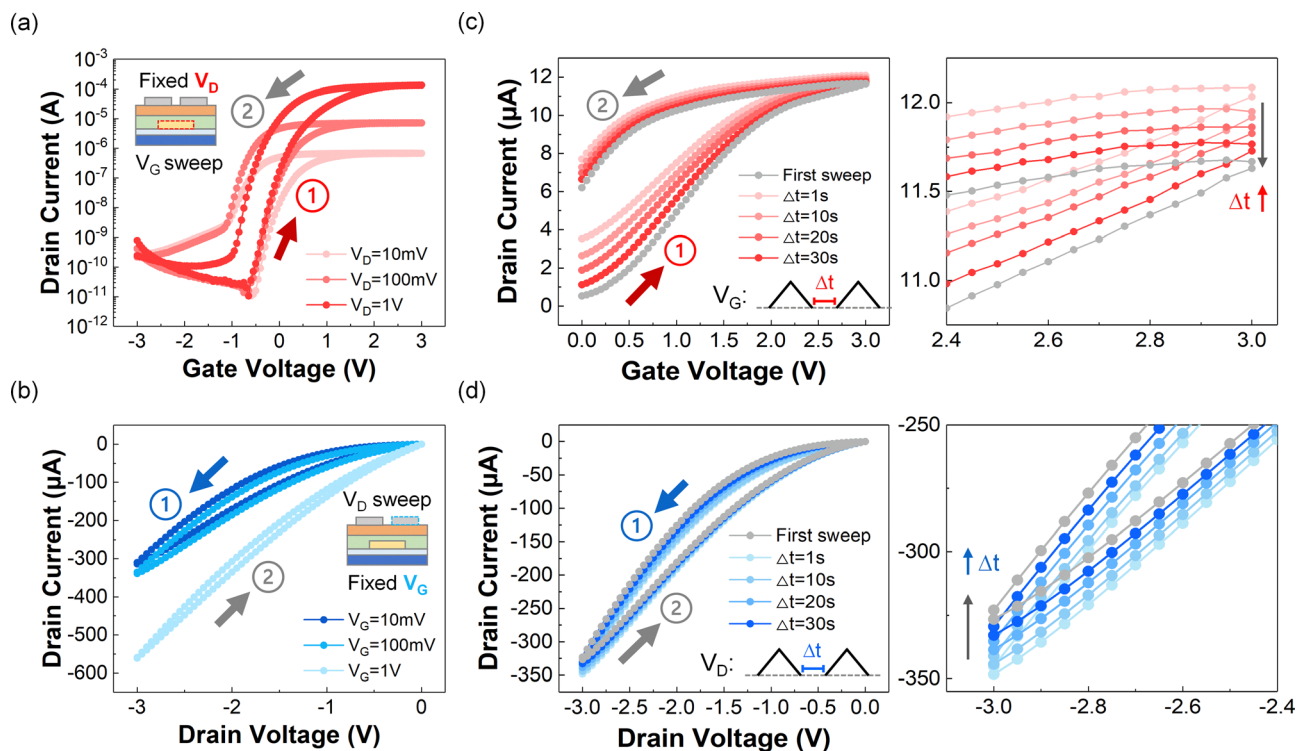 (a)
10⁻³
10⁻⁴
10⁻⁵
10⁻⁶
10⁻⁷
10⁻⁸
10⁻⁹
10⁻¹⁰
10⁻¹¹
10⁻¹²
Drain Current (A)
Fixed V_D
V_G sweep
②
①
V_D=10mV
V_D=100mV
V_D=1V
-3 -2 -1 0 1 2 3
Gate Voltage (V)
(c)
14
12
10
8
6
4
2
0
Drain Current (μA)
②
①
First sweep
Δt=1s
Δt=10s
Δt=20s
Δt=30s
V_G: Δt
0.0 0.5 1.0 1.5 2.0 2.5 3.0
Gate Voltage (V)
12.0
11.5
11.0
Δt
2.4 2.6 2.8 3.0
(b)
0
-100
-200
-300
-400
-500
-600
Drain Current (μA)
①
②
V_D sweep
Fixed V_G
V_G=10mV
V_G=100mV
V_G=1V
-3 -2 -1 0
Drain Voltage (V)
(d)
0
-50
-100
-150
-200
-250
-300
-350
Drain Current (μA)
①
②
First sweep
Δt=1s
Δt=10s
Δt=20s
Δt=30s
V_D: Δt
-3.0 -2.5 -2.0 -1.5 -1.0 -0.5 0.0
Drain Voltage (V)
-250
-300
-350
Δt
-3.0 -2.9 -2.8 -2.7 -2.6 -2.5 -2.4